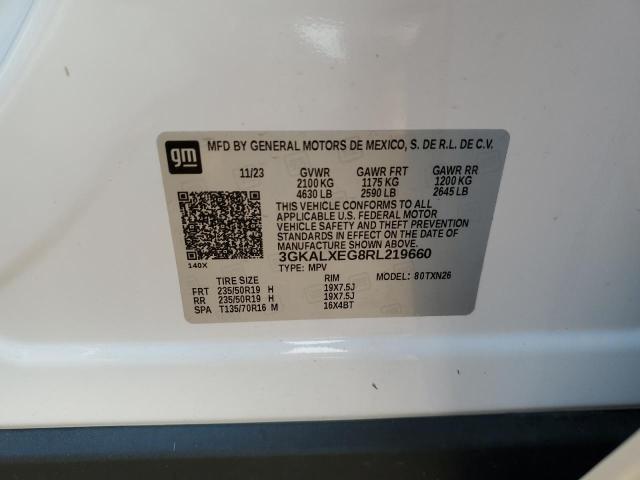 gm MFD BY GENERAL MOTORS DE MEXICO, S. DE R.L. DE C.V.
11/23 GVWR GAWR FRT GAWR RR
2100 KG 1175 KG 1200 KG
4630 LB 2590 LB 2645 LB
THIS VEHICLE CONFORMS TO ALL
APPLICABLE U.S. FEDERAL MOTOR
VEHICLE SAFETY AND THEFT PREVENTION
STANDARDS IN EFFECT ON THE DATE OF
MANUFACTURE SHOWN ABOVE.
140X 3GKALXEG8RL219660
TYPE: MPV MODEL: 80TXN26
TIRE SIZE RIM
FRT 235/50R19 H 19X7.5J
RR 235/50R19 H 19X7.5J
SPA T135/70R16 M 16X4BT